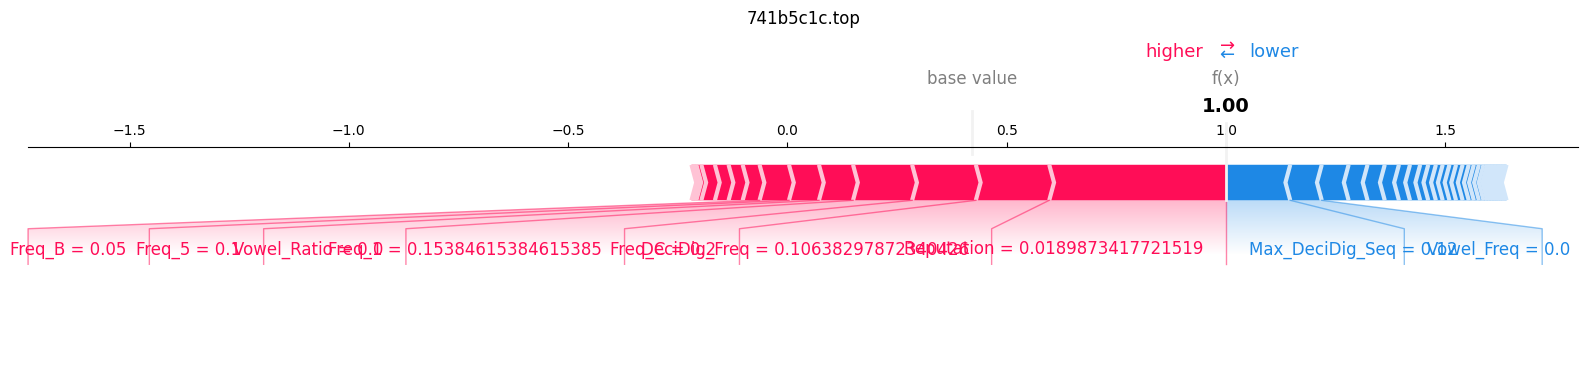 741b5c1c.top
higher ⇄ lower
base value f(x)
1.00
−1.5 −1.0 −0.5 0.0 0.5 1.0 1.5
Freq_B = 0.05 Freq_5 = 0.1 Vowel_Ratio = 0.1 Freq_1 = 0.15384615384615385 Freq_C = 0.2 DeciDig_Freq = 0.10638297872340426 Reputation = 0.0189873417721519 Max_DeciDig_Seq = 0.12 Vowel_Freq = 0.0